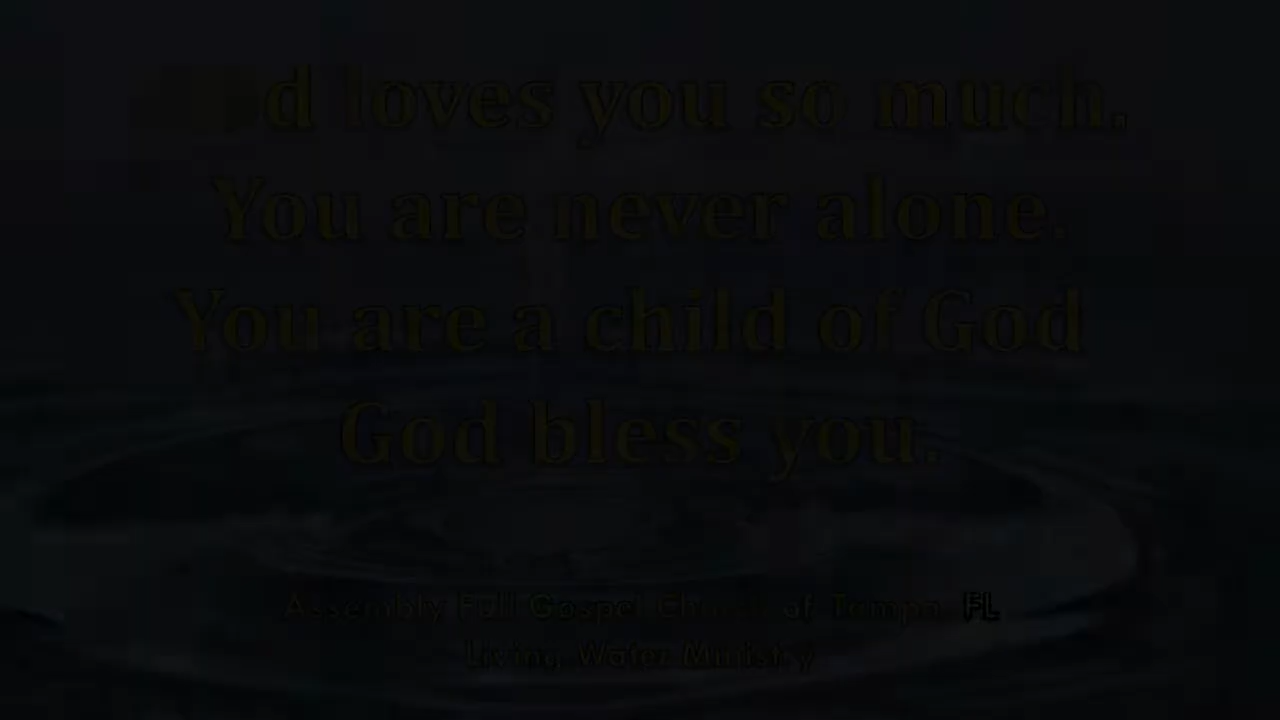 God loves you so much.
You are never alone.
You are a child of God
God bless you.
Assembly Full Gospel Church of Tampa, FL
Living Water Ministry